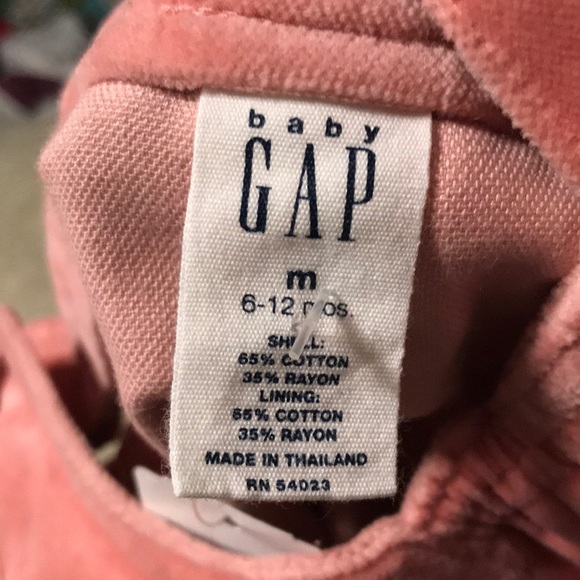 baby
GAP
m
6-12 mos.
SHELL:
65% COTTON
35% RAYON
LINING:
65% COTTON
35% RAYON
MADE IN THAILAND
RN 54023